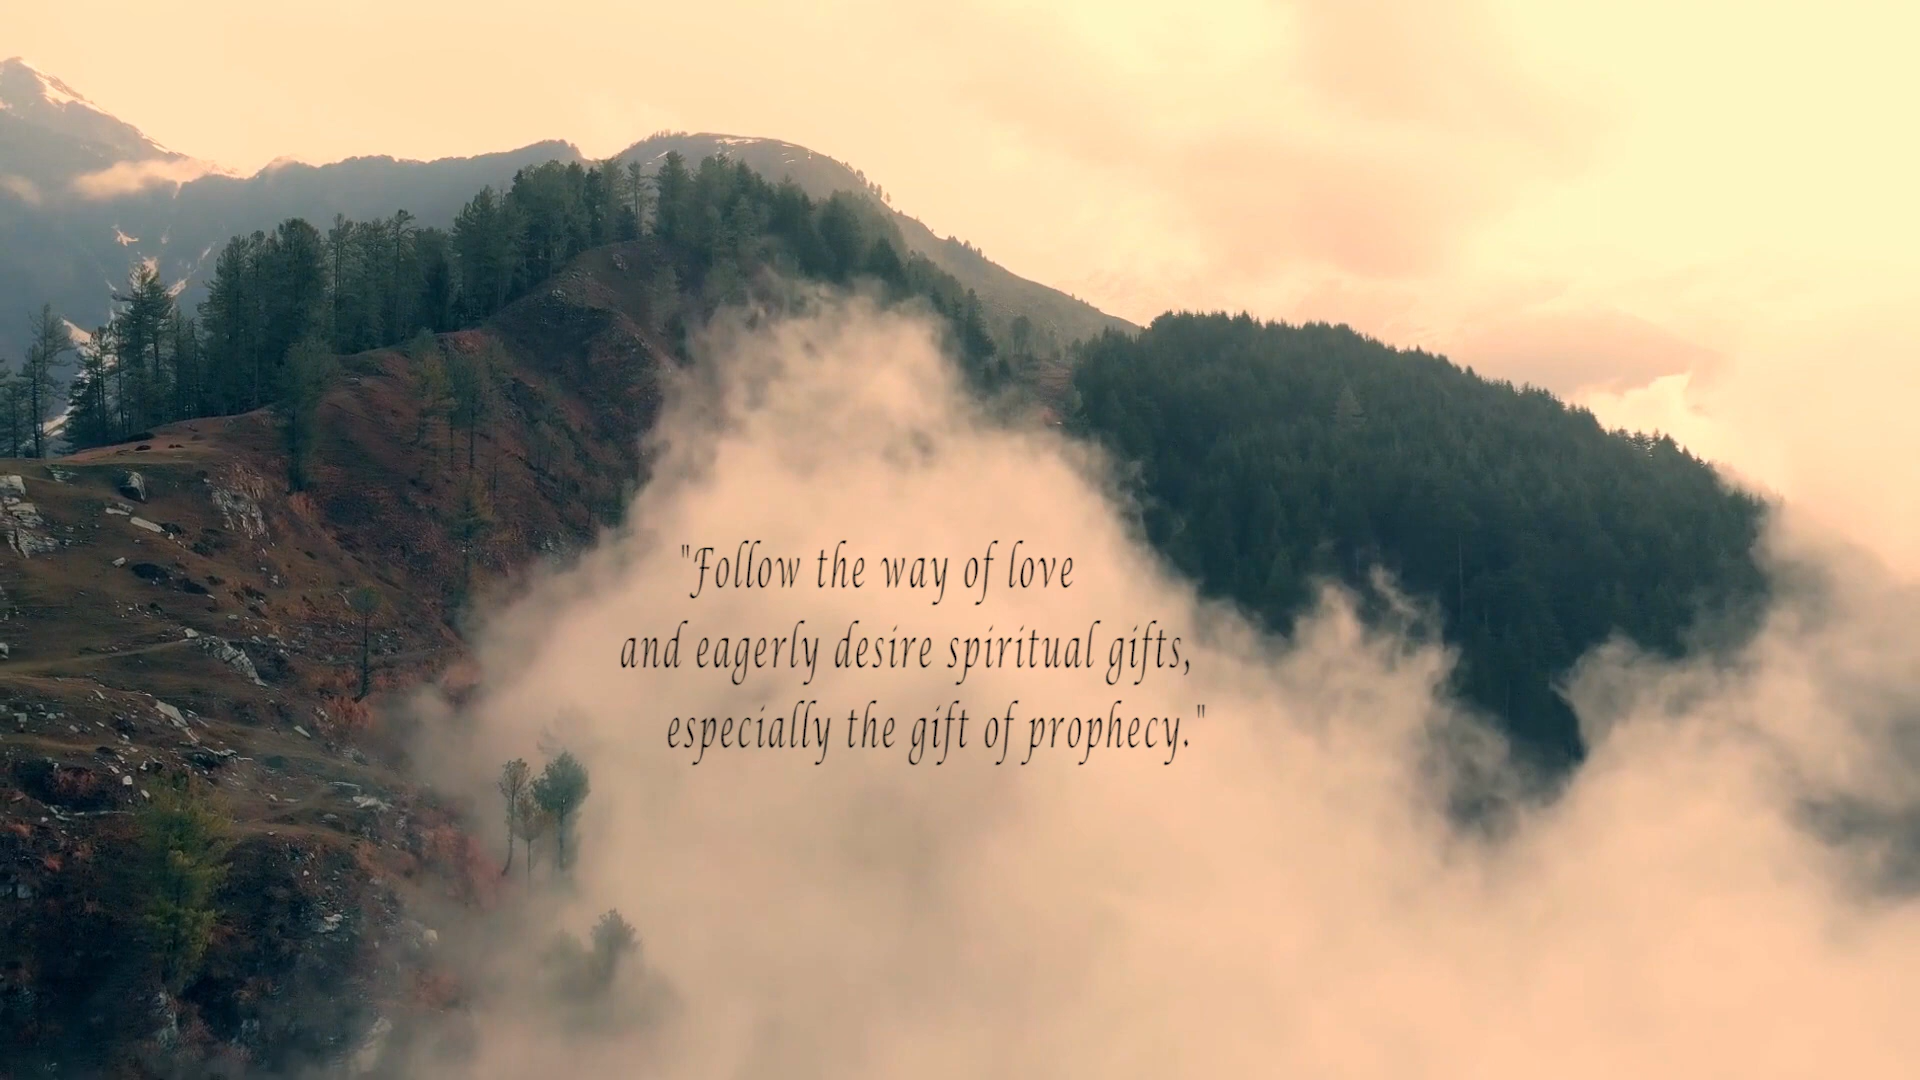 "Follow the way of love
and eagerly desire spiritual gifts,
especially the gift of prophecy."